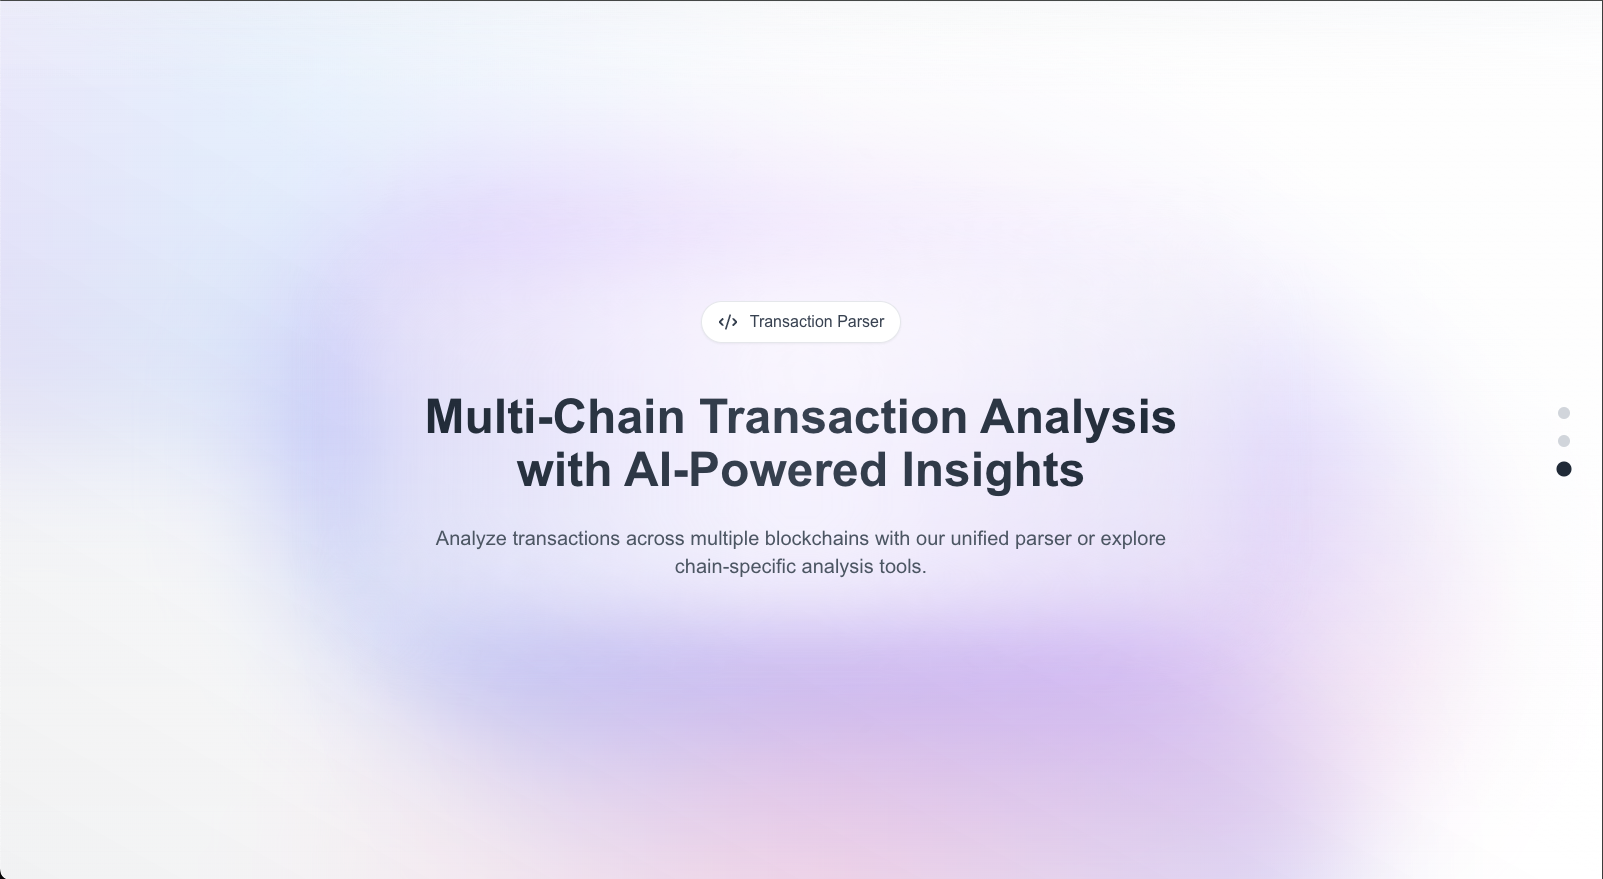 Transaction Parser
Multi-Chain Transaction Analysis
with AI-Powered Insights
Analyze transactions across multiple blockchains with our unified parser or explore
chain-specific analysis tools.